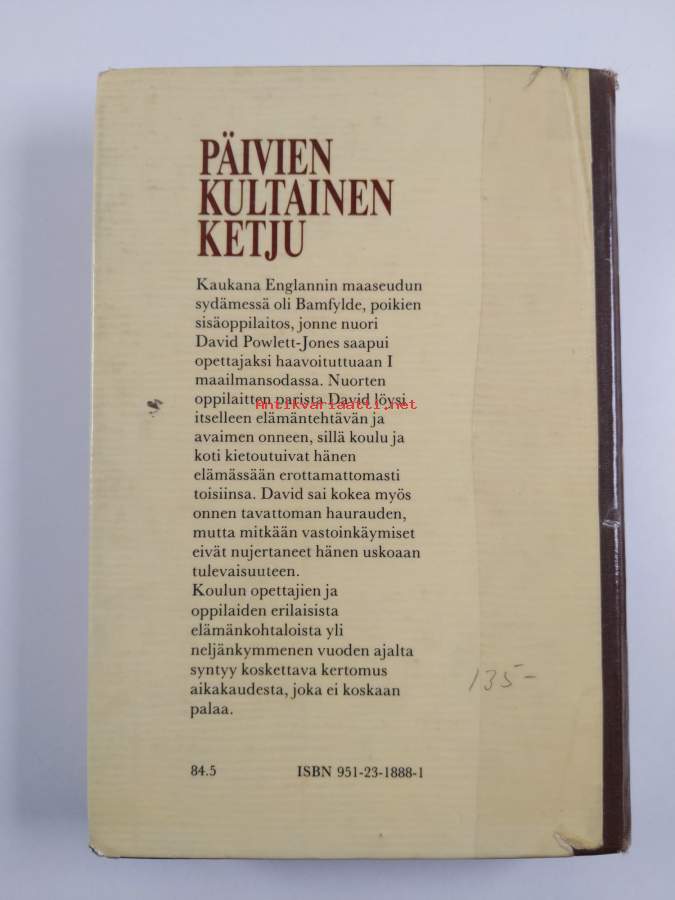 PÄIVIEN
KULTAINEN
KETJU
Kaukana Englannin maaseudun
sydämessä oli Bamfylde, poikien
sisäoppilaitos, jonne nuori
David Powlett-Jones saapui
opettajaksi haavoituttuaan I
maailmansodassa. Nuorten
oppilaitten parista David löysi
Antikvariaatti.net
itselleen elämäntehtävän ja
avaimen onneen, sillä koulu ja
koti kietoutuivat hänen
elämässään erottamattomasti
toisiinsa. David sai kokea myös
onnen tavattoman haurauden,
mutta mitkään vastoinkäymiset
eivät nujertaneet hänen uskoaan
tulevaisuuteen.
Koulun opettajien ja
oppilaiden erilaisista
elämänkohtaloista yli
neljänkymmenen vuoden ajalta
syntyy koskettava kertomus
aikakaudesta, joka ei koskaan
palaa.
135-
84.5 ISBN 951-23-1888-1